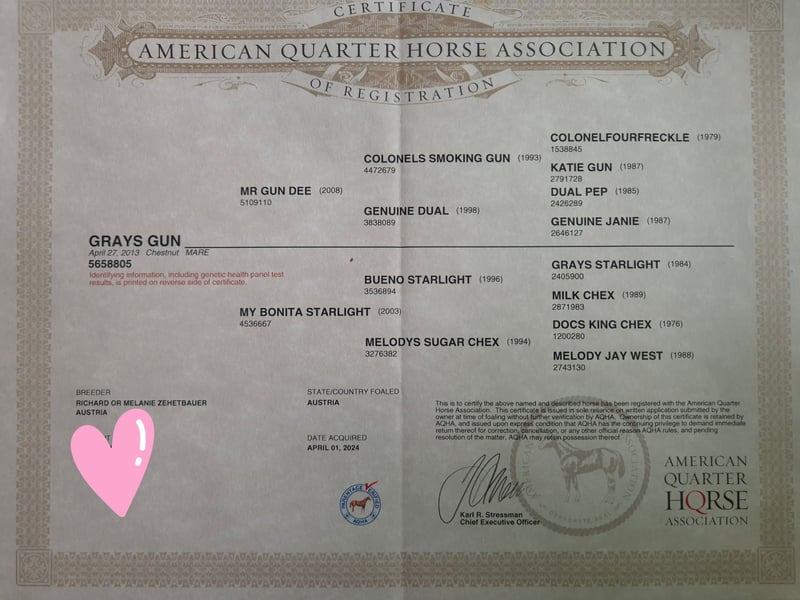 CERTIFICATE
AMERICAN QUARTER HORSE ASSOCIATION
OF REGISTRATION
COLONELFOURFRECKLE (1979)
1538845
COLONELS SMOKING GUN (1993)
4472679
KATIE GUN (1987)
2791728
MR GUN DEE (2008)
5109110
DUAL PEP (1985)
2426289
GENUINE DUAL (1998)
3838089
GENUINE JANIE (1987)
2646127
GRAYS GUN
April 27, 2013 Chestnut MARE
5658805
Identifying information, including genetic health panel test
results, is printed on reverse side of certificate.
GRAYS STARLIGHT (1984)
2405900
BUENO STARLIGHT (1996)
3536894
MILK CHEX (1989)
2871983
MY BONITA STARLIGHT (2003)
4536667
DOCS KING CHEX (1976)
1200280
MELODYS SUGAR CHEX (1994)
3276382
MELODY JAY WEST (1988)
2743130
BREEDER
RICHARD OR MELANIE ZEHETBAUER
AUSTRIA
STATE/COUNTRY FOALED
AUSTRIA
DATE ACQUIRED
APRIL 01, 2024
This is to certify the above named and described horse has been registered with the American Quarter
Horse Association. This certificate is issued in sole reliance on written application submitted by the
owner at time of foaling without further verification by AQHA. Ownership of this certificate is retained by
AQHA, and issued upon express condition that AQHA has the continuing privilege to demand immediate
return thereof for correction, cancellation, or any other official reason AQHA rules, and pending
resolution of the matter, AQHA may retain possession thereof.
PARENTAGE VERIFIED
AQHA
Karl R. Stressman
Chief Executive Officer
AMERICAN
QUARTER
HORSE
ASSOCIATION